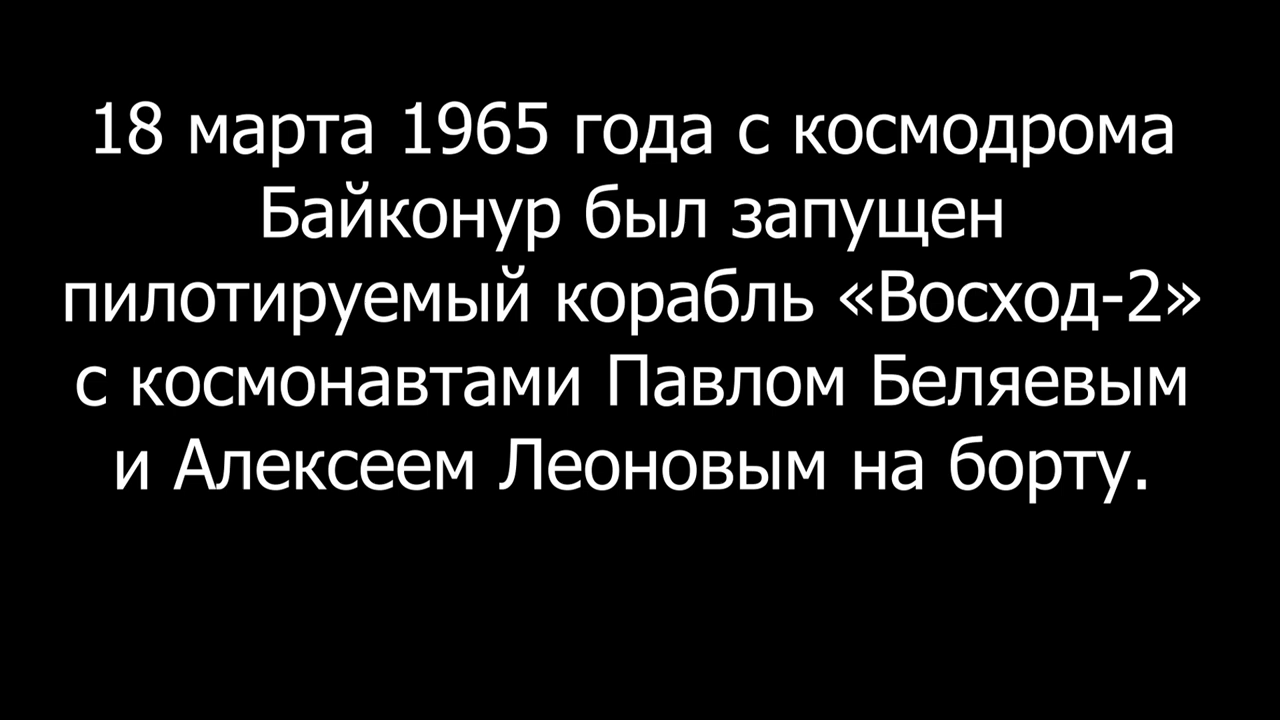 18 марта 1965 года с космодрома
Байконур был запущен
пилотируемый корабль «Восход-2»
с космонавтами Павлом Беляевым
и Алексеем Леоновым на борту.